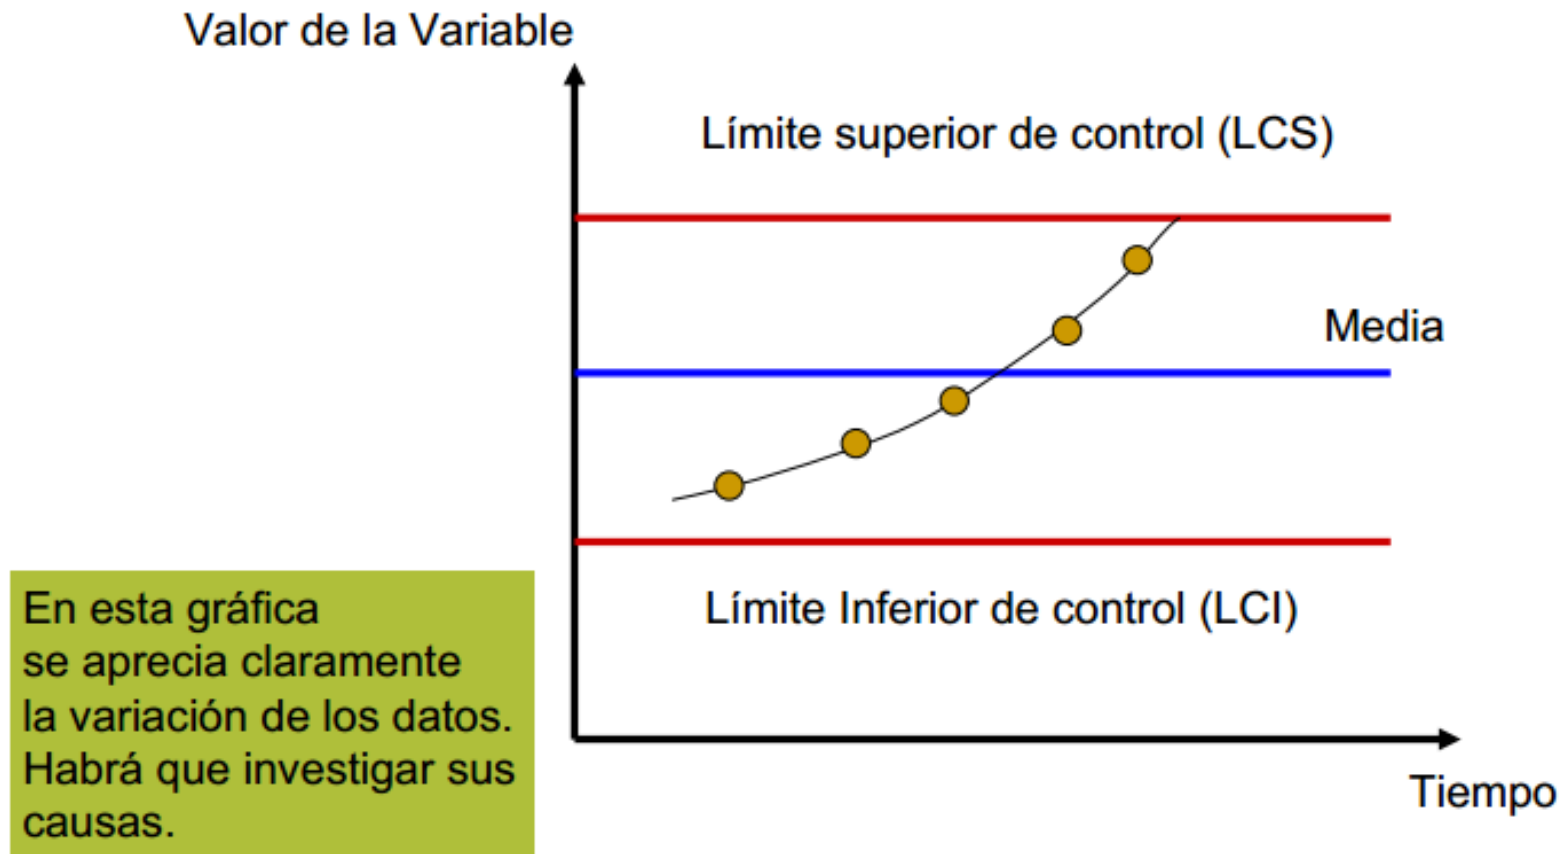 Valor de la Variable
Límite superior de control (LCS)
Media
Límite Inferior de control (LCI)
En esta gráfica
se aprecia claramente
la variación de los datos.
Habrá que investigar sus
causas.
Tiempo